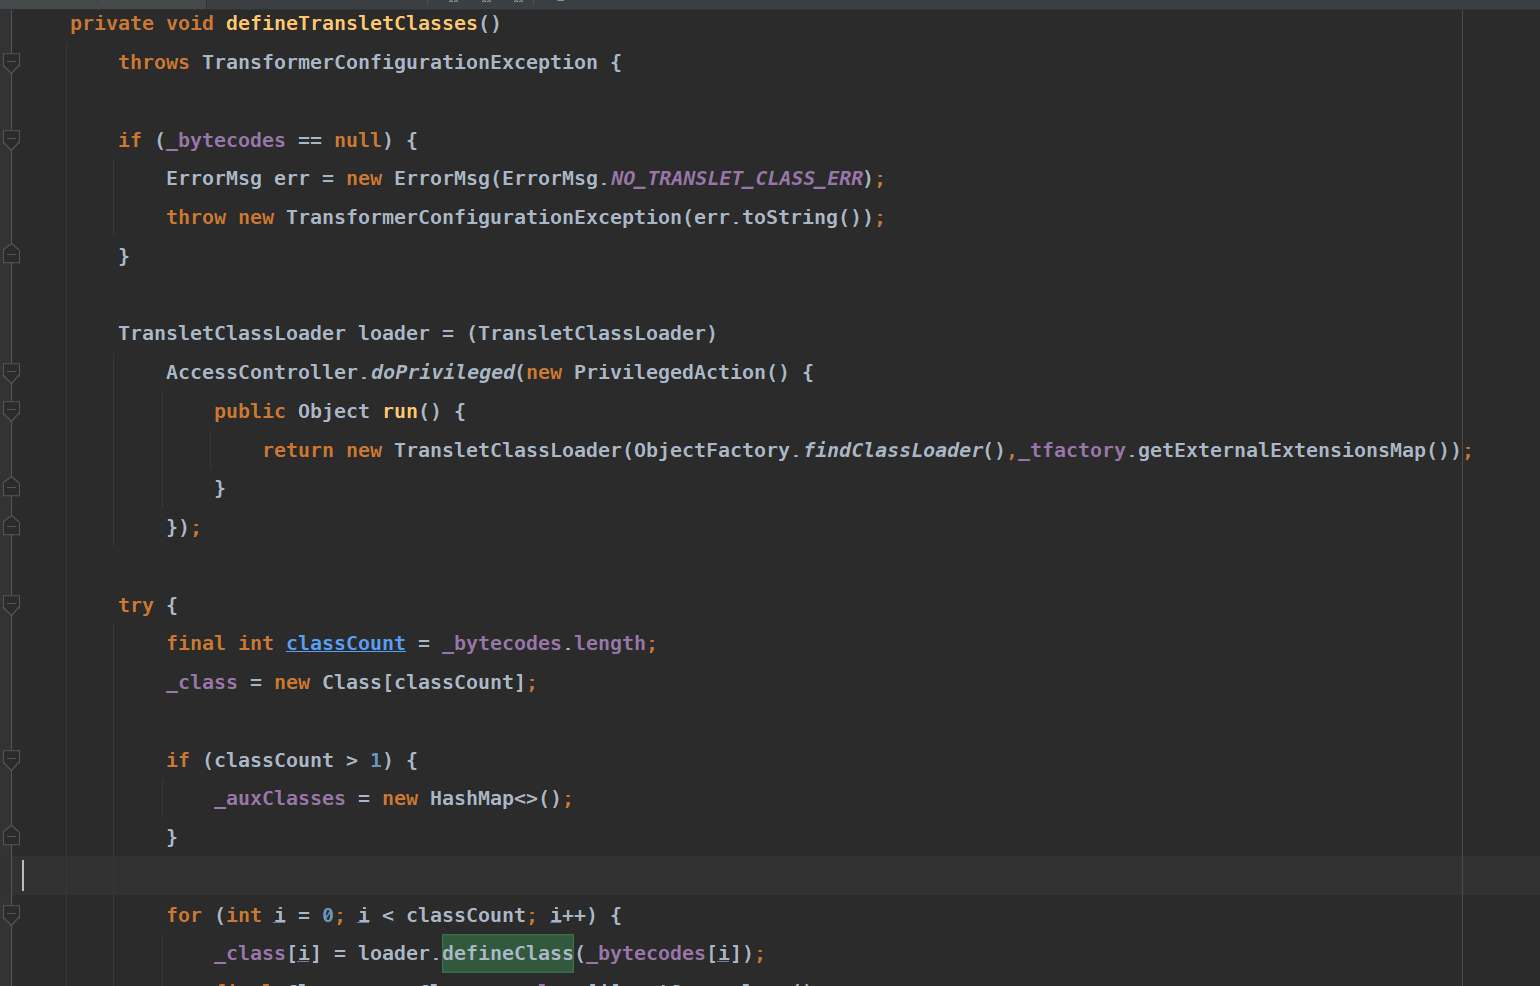 private void defineTransletClasses()
throws TransformerConfigurationException {
if (_bytecodes == null) {
ErrorMsg err = new ErrorMsg(ErrorMsg.NO_TRANSLET_CLASS_ERR);
throw new TransformerConfigurationException(err.toString());
}
TransletClassLoader loader = (TransletClassLoader)
AccessController.doPrivileged(new PrivilegedAction() {
public Object run() {
return new TransletClassLoader(ObjectFactory.findClassLoader(),_tfactory.getExternalExtensionsMap());
}
});
try {
final int classCount = _bytecodes.length;
_class = new Class[classCount];
if (classCount > 1) {
_auxClasses = new HashMap<>();
}
for (int i = 0; i < classCount; i++) {
_class[i] = loader.defineClass(_bytecodes[i]);